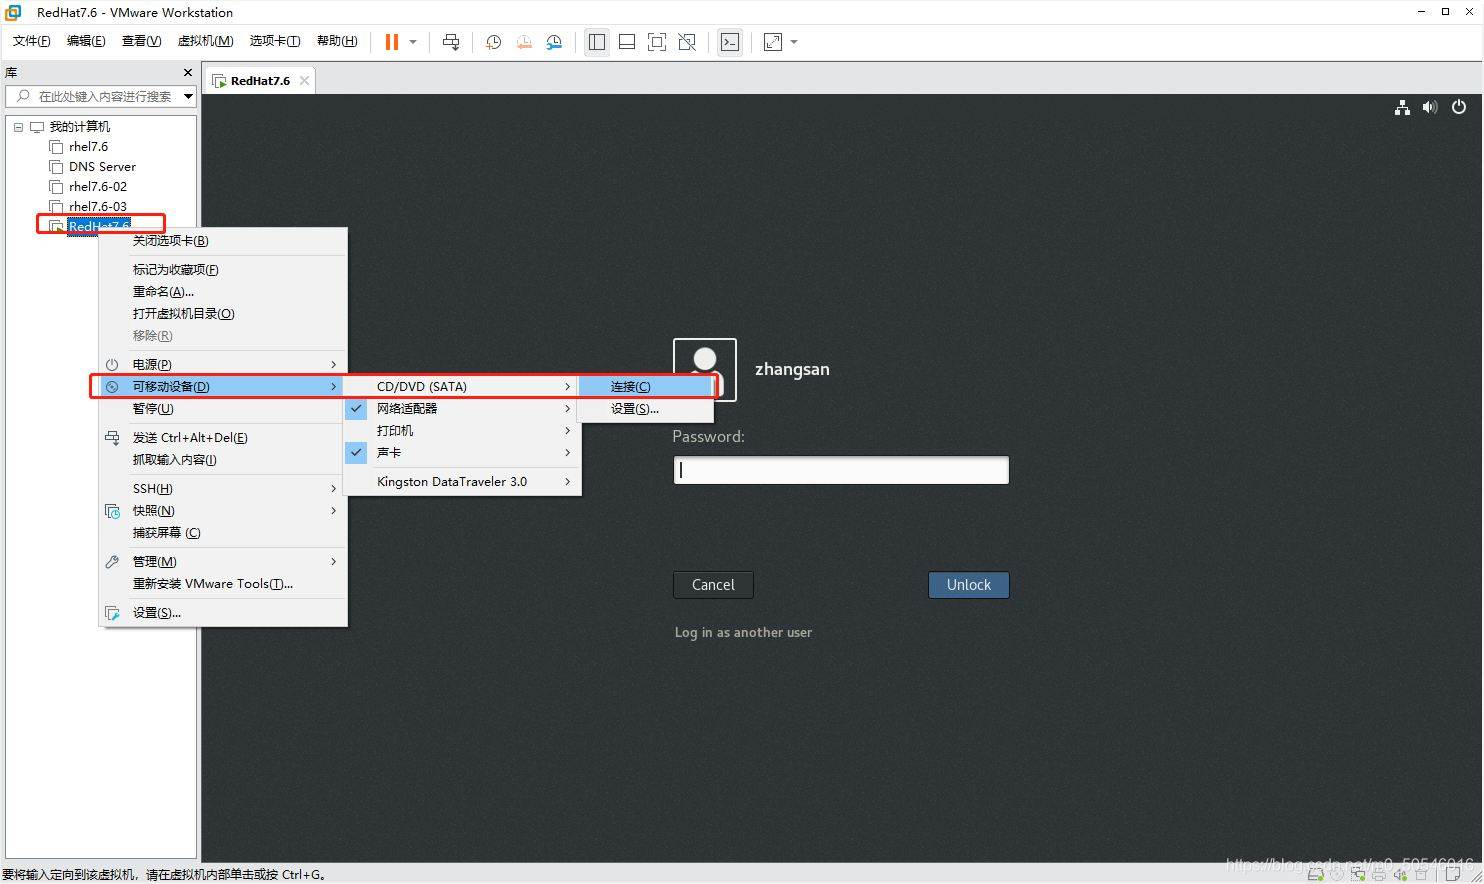 RedHat7.6 - VMware Workstation
文件(F) 编辑(E) 查看(V) 虚拟机(M) 选项卡(T) 帮助(H)
库
在此处键入内容进行搜索
RedHat7.6
我的计算机
rhel7.6
DNS Server
rhel7.6-02
rhel7.6-03
RedHat7.6
关闭选项卡(B)
标记为收藏项(F)
重命名(A)...
打开虚拟机目录(O)
移除(R)
电源(P)
可移动设备(D)
暂停(U)
发送 Ctrl+Alt+Del(E)
抓取输入内容(I)
SSH(H)
快照(N)
捕获屏幕 (C)
管理(M)
重新安装 VMware Tools(T)...
设置(S)...
CD/DVD (SATA)
网络适配器
打印机
声卡
Kingston DataTraveler 3.0
连接(C)
设置(S)...
zhangsan
Password:
Cancel
Unlock
Log in as another user
要将输入定向到该虚拟机，请在虚拟机内部单击或按 Ctrl+G。
https://blog.csdn.net/m0_50546016